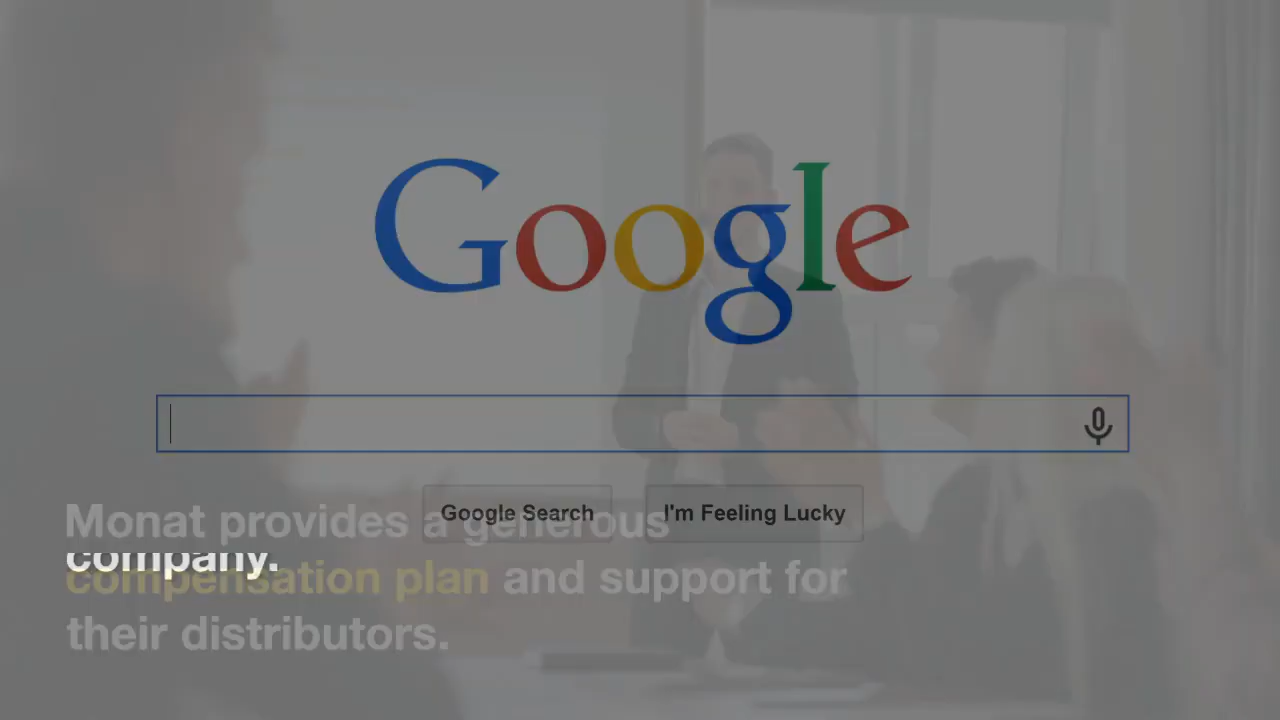 Google
Google Search
I'm Feeling Lucky
Monat provides a generous
company.
compensation plan and support for
their distributors.